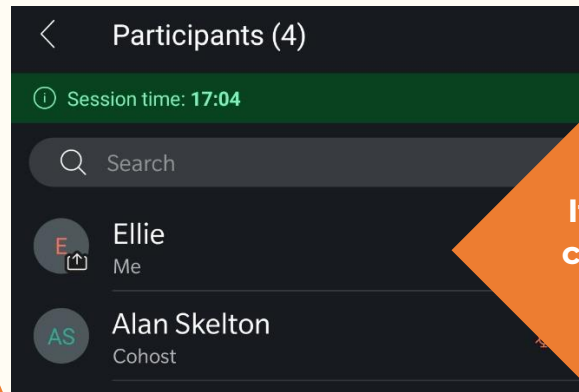 Participants (4)
Session time: 17:04
Search
E
Ellie
Me
AS
Alan Skelton
Cohost